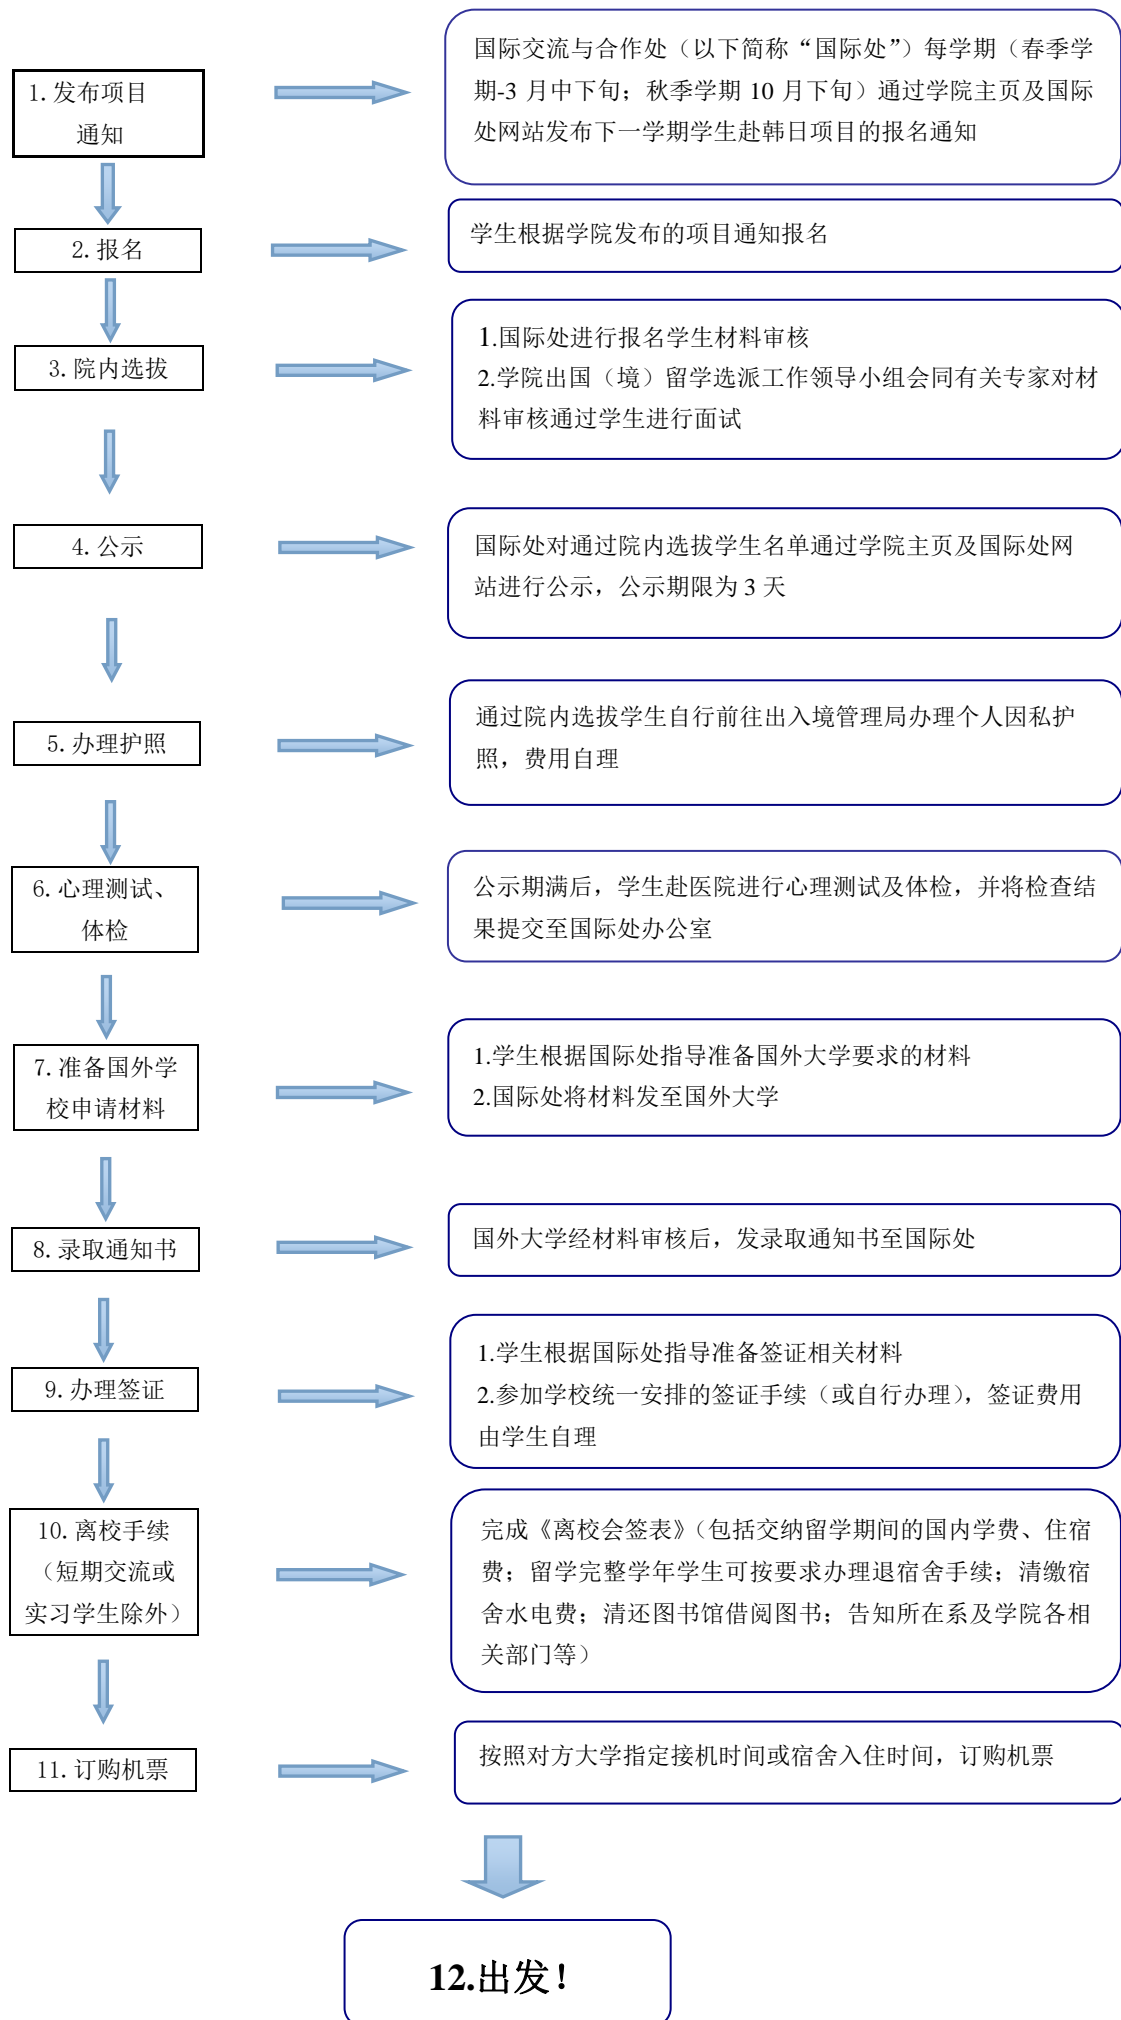 1.发布项目
通知
国际交流与合作处（以下简称“国际处”）每学期（春季学
期-3 月中下旬；秋季学期 10 月下旬）通过学院主页及国际
处网站发布下一学期学生赴韩日项目的报名通知
2.报名
学生根据学院发布的项目通知报名
3.院内选拔
1.国际处进行报名学生材料审核
2.学院出国（境）留学选派工作领导小组会同有关专家对材
料审核通过学生进行面试
4.公示
国际处对通过院内选拔学生名单通过学院主页及国际处网
站进行公示，公示期限为 3 天
5.办理护照
通过院内选拔学生自行前往出入境管理局办理个人因私护
照，费用自理
6.心理测试、
体检
公示期满后，学生赴医院进行心理测试及体检，并将检查结
果提交至国际处办公室
7.准备国外学
校申请材料
1.学生根据国际处指导准备国外大学要求的材料
2.国际处将材料发至国外大学
8.录取通知书
国外大学经材料审核后，发录取通知书至国际处
9.办理签证
1.学生根据国际处指导准备签证相关材料
2.参加学校统一安排的签证手续（或自行办理），签证费用
由学生自理
10.离校手续
（短期交流或
实习学生除外）
完成《离校会签表》（包括交纳留学期间的国内学费、住宿
费；留学完整学年学生可按要求办理退宿舍手续；清缴宿
舍水电费；清还图书馆借阅图书；告知所在系及学院各相
关部门等）
11.订购机票
按照对方大学指定接机时间或宿舍入住时间，订购机票
12.出发！